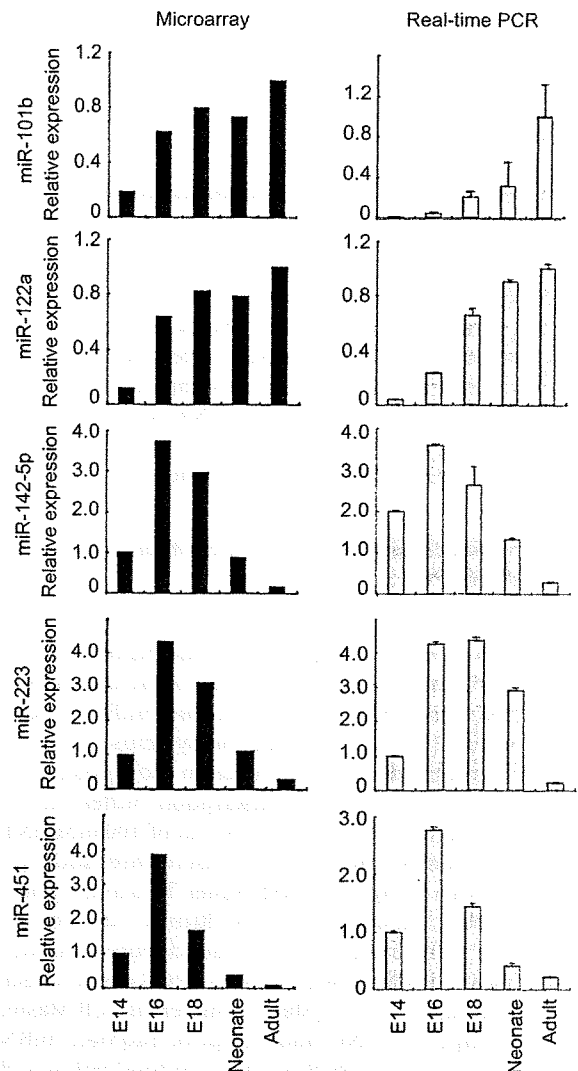 Microarray
Real-time PCR
miR-101b
Relative expression
1.2
0.8
0.4
0
1.2
0.8
0.4
0
miR-122a
Relative expression
1.2
0.8
0.4
0
1.2
0.8
0.4
0
miR-142-5p
Relative expression
4.0
3.0
2.0
1.0
0
4.0
3.0
2.0
1.0
0
miR-223
Relative expression
4.0
3.0
2.0
1.0
0
4.0
3.0
2.0
1.0
0
miR-451
Relative expression
4.0
3.0
2.0
1.0
0
3.0
2.0
1.0
0
E14
E16
E18
Neonate
Adult
E14
E16
E18
Neonate
Adult